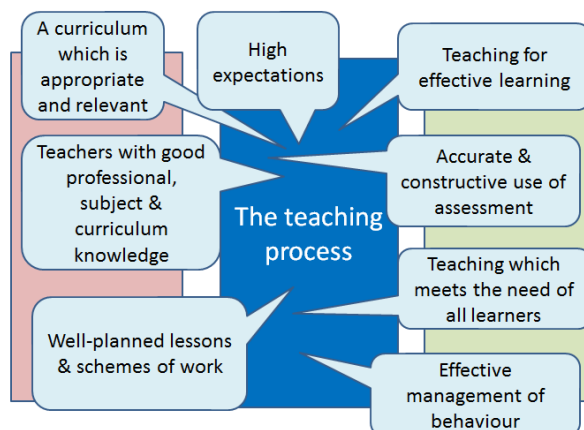 A curriculum
which is
appropriate
and relevant
High
expectations
Teaching for
effective learning
Teachers with good
professional,
subject &
curriculum
knowledge
Accurate &
constructive use of
assessment
The teaching
process
Teaching which
meets the need of
all learners
Well-planned lessons
& schemes of work
Effective
management of
behaviour